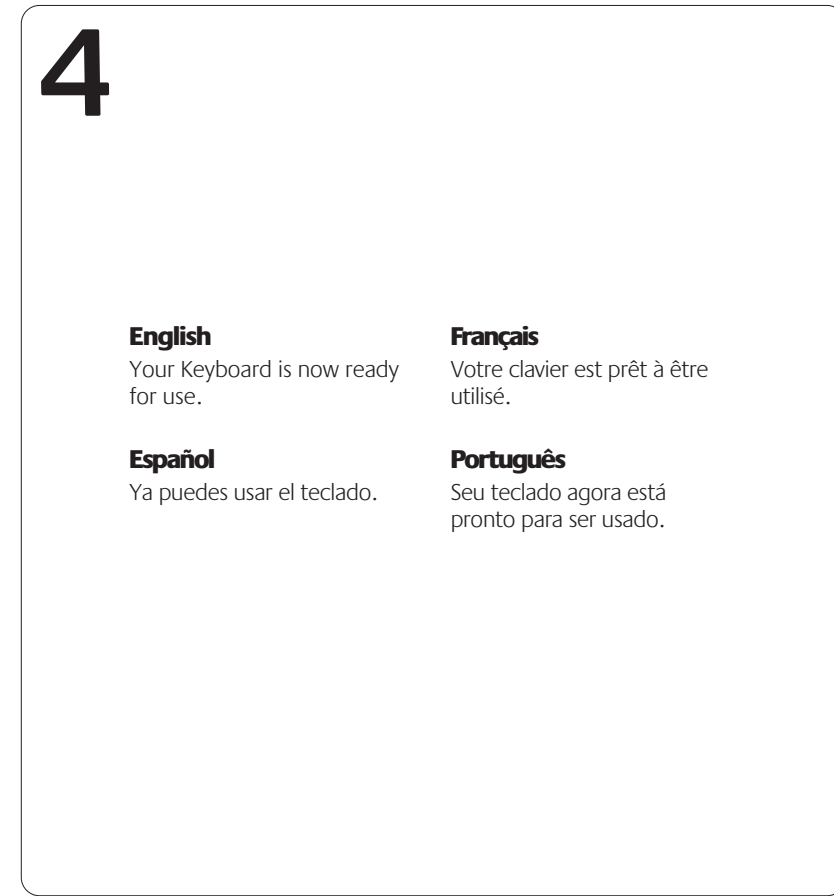 4
English
Your Keyboard is now ready
for use.
Français
Votre clavier est prêt à être
utilisé.
Español
Ya puedes usar el teclado.
Português
Seu teclado agora está
pronto para ser usado.